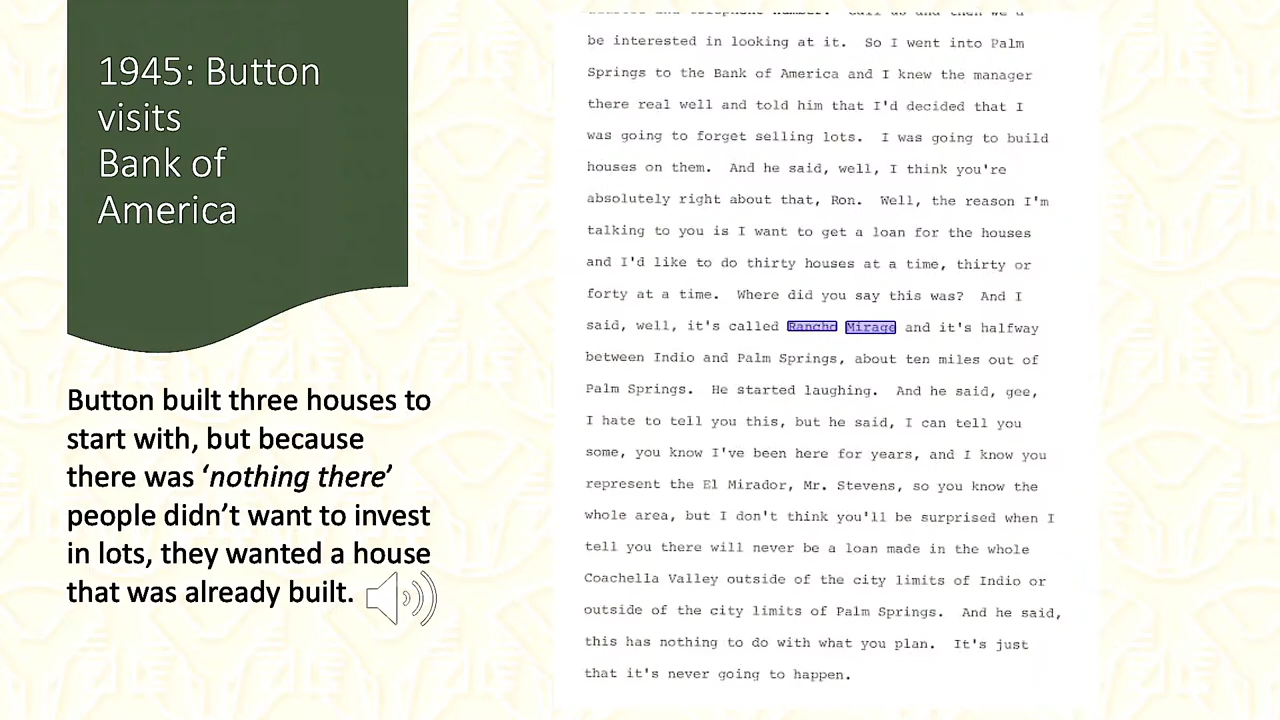 1945: Button
visits
Bank of
America
Button built three houses to
start with, but because
there was ‘nothing there’
people didn’t want to invest
in lots, they wanted a house
that was already built.
be interested in looking at it. So I went into Palm
Springs to the Bank of America and I knew the manager
there real well and told him that I'd decided that I
was going to forget selling lots. I was going to build
houses on them. And he said, well, I think you're
absolutely right about that, Ron. Well, the reason I'm
talking to you is I want to get a loan for the houses
and I'd like to do thirty houses at a time, thirty or
forty at a time. Where did you say this was? And I
said, well, it's called Rancho Mirage and it's halfway
between Indio and Palm Springs, about ten miles out of
Palm Springs. He started laughing. And he said, gee,
I hate to tell you this, but he said, I can tell you
some, you know I've been here for years, and I know you
represent the El Mirador, Mr. Stevens, so you know the
whole area, but I don't think you'll be surprised when I
tell you there will never be a loan made in the whole
Coachella Valley outside of the city limits of Indio or
outside of the city limits of Palm Springs. And he said,
this has nothing to do with what you plan. It's just
that it's never going to happen.